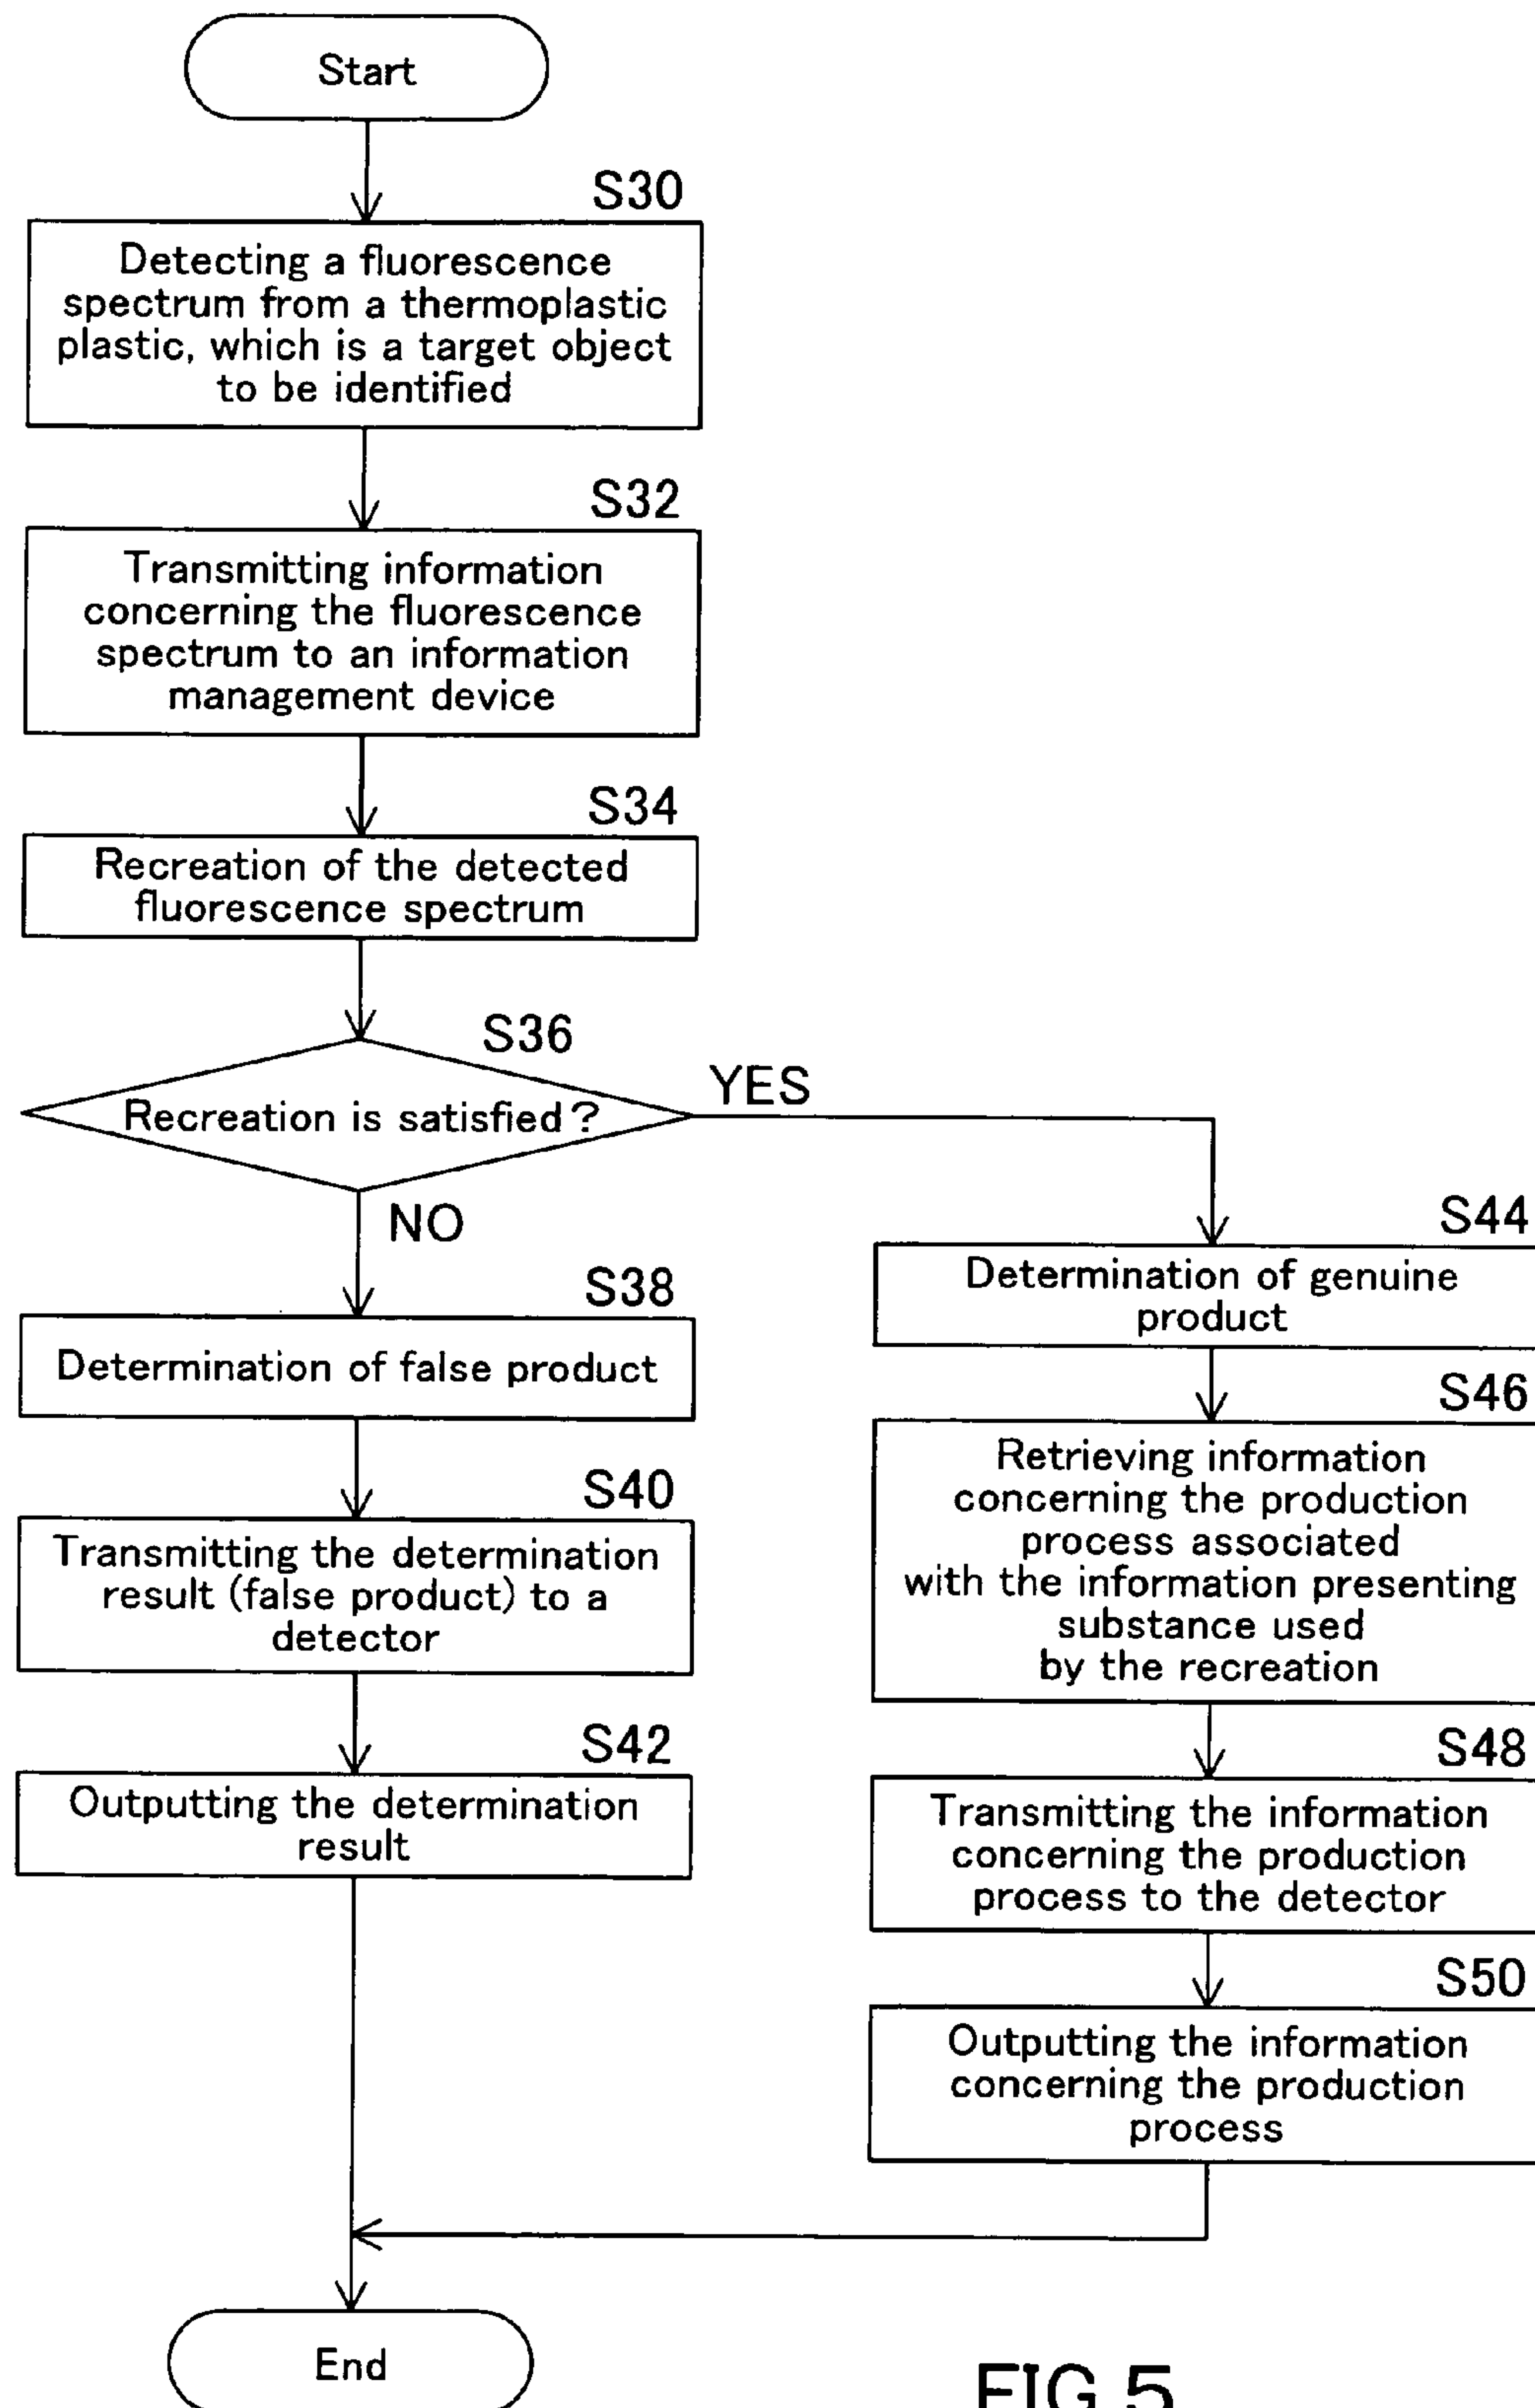 Start
S30
Detecting a fluorescence
spectrum from a thermoplastic
plastic, which is a target object
to be identified
S32
Transmitting information
concerning the fluorescence
spectrum to an information
management device
S34
Recreation of the detected
fluorescence spectrum
S36
Recreation is satisfied?
YES
NO
S38
Determination of false product
S40
Transmitting the determination
result (false product) to a
detector
S42
Outputting the determination
result
S44
Determination of genuine
product
S46
Retrieving information
concerning the production
process associated
with the information presenting
substance used
by the recreation
S48
Transmitting the information
concerning the production
process to the detector
S50
Outputting the information
concerning the production
process
End
FIG.5